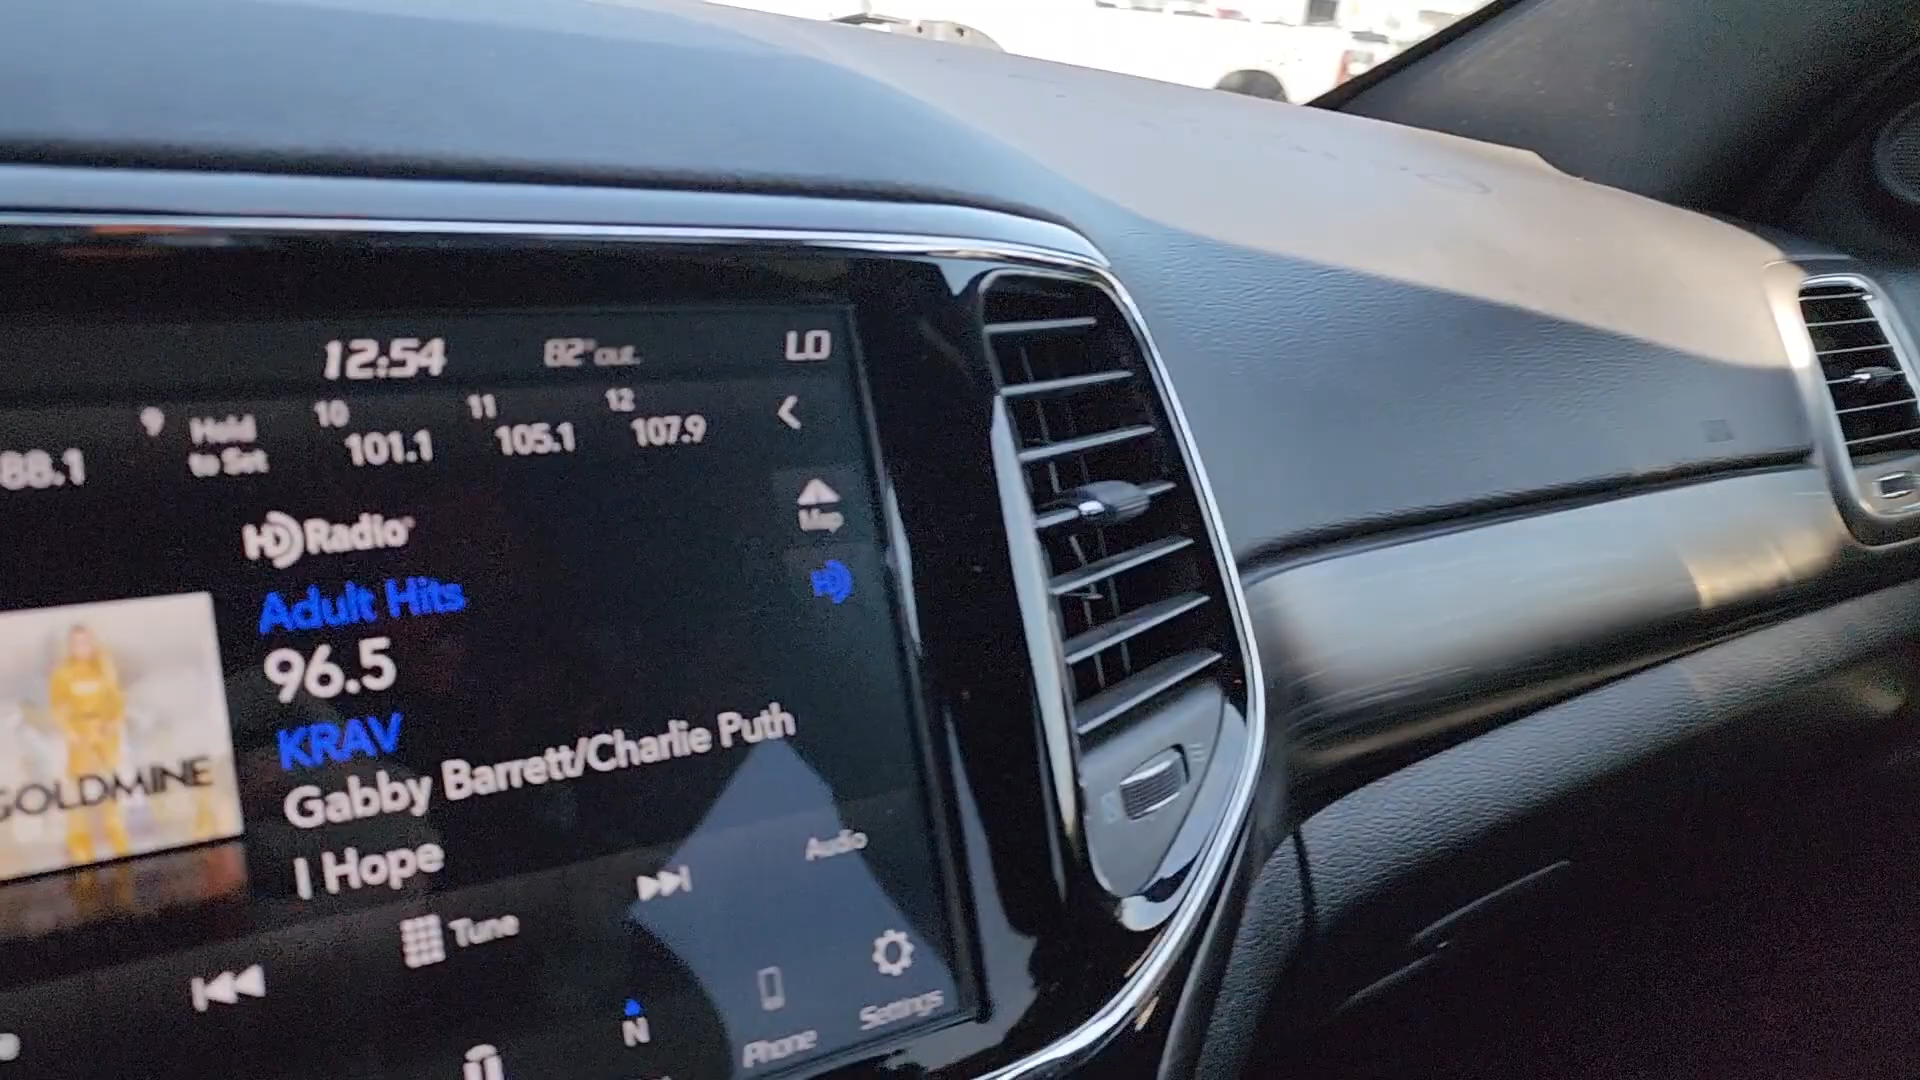 12:54 82° out. LO
88.1 9 Hold to Set 10 101.1 11 105.1 12 107.9
Map
HD Radio
Adult Hits
96.5
KRAV
Gabby Barrett/Charlie Puth
I Hope
GOLDMINE
Audio
Tune
N
Phone
Settings